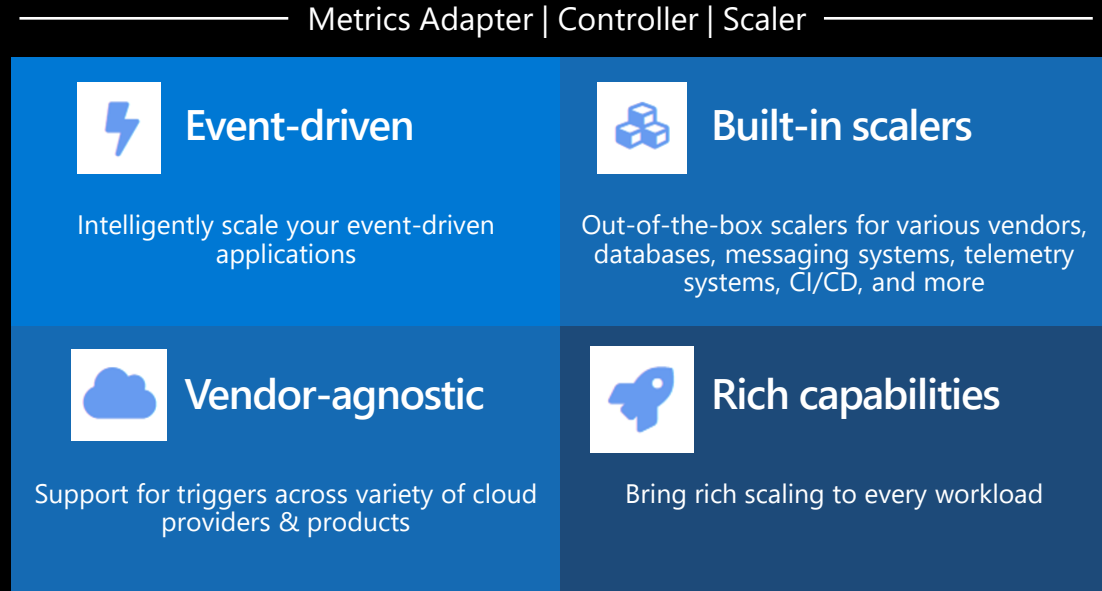 Metrics Adapter | Controller | Scaler
Event-driven
Intelligently scale your event-driven
applications
Built-in scalers
Out-of-the-box scalers for various vendors,
databases, messaging systems, telemetry
systems, CI/CD, and more
Vendor-agnostic
Support for triggers across variety of cloud
providers & products
Rich capabilities
Bring rich scaling to every workload